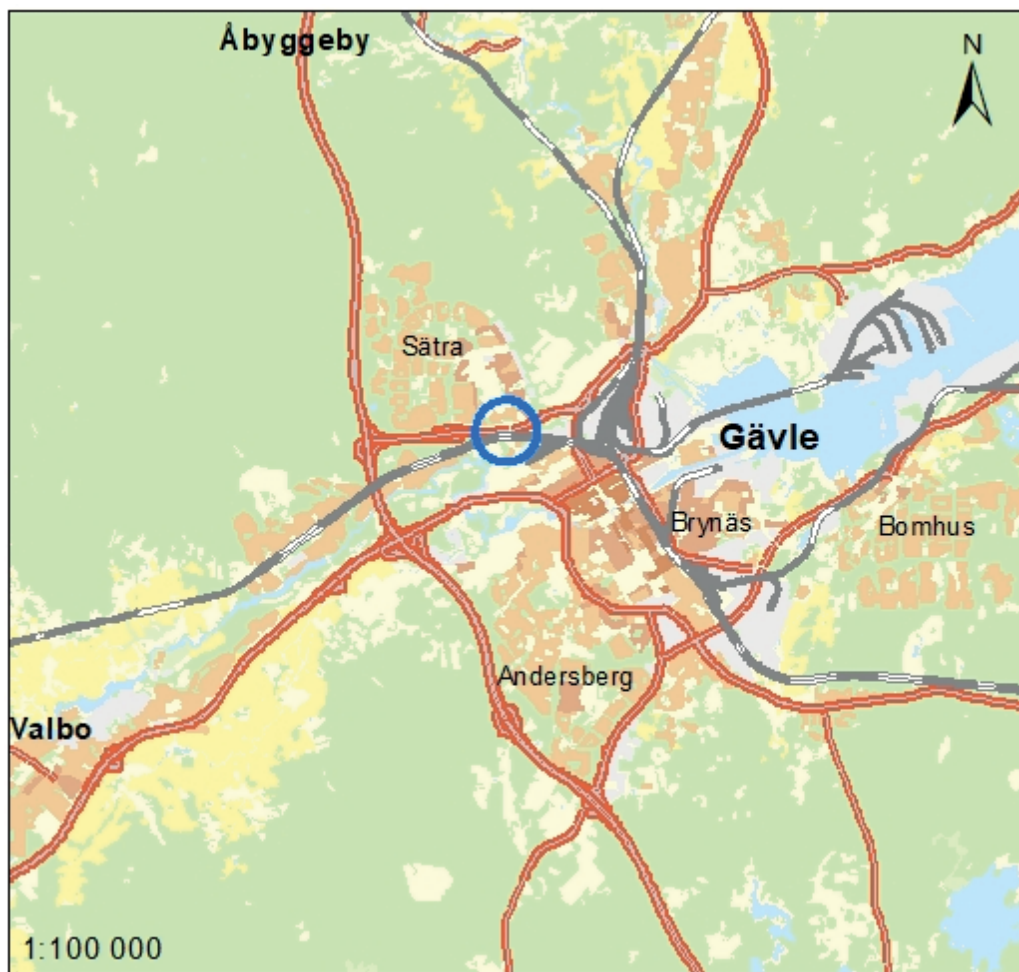 Åbyggeby
N
Sätra
Gävle
Brynäs
Bomhus
Andersberg
Valbo
1:100 000